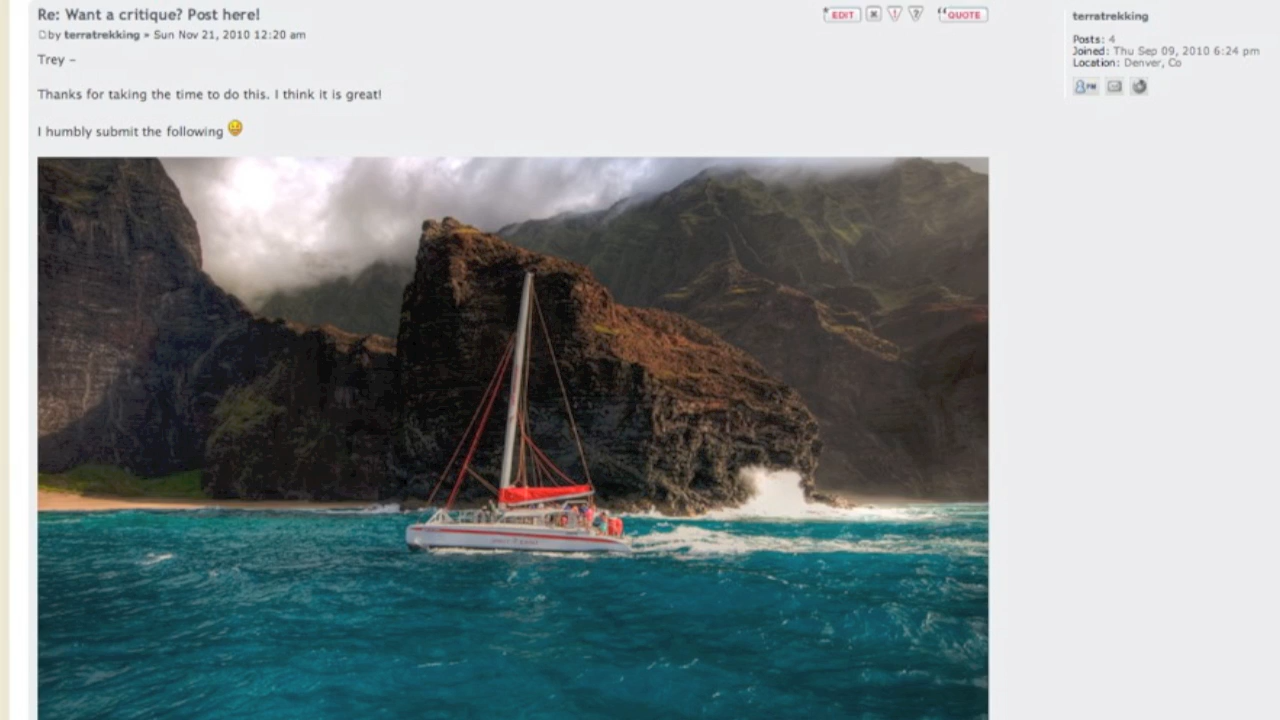 Re: Want a critique? Post here!
by terratrekking » Sun Nov 21, 2010 12:20 am
EDIT
QUOTE
Trey –
Thanks for taking the time to do this. I think it is great!
I humbly submit the following
terratrekking
Posts: 4
Joined: Thu Sep 09, 2010 6:24 pm
Location: Denver, Co
PM